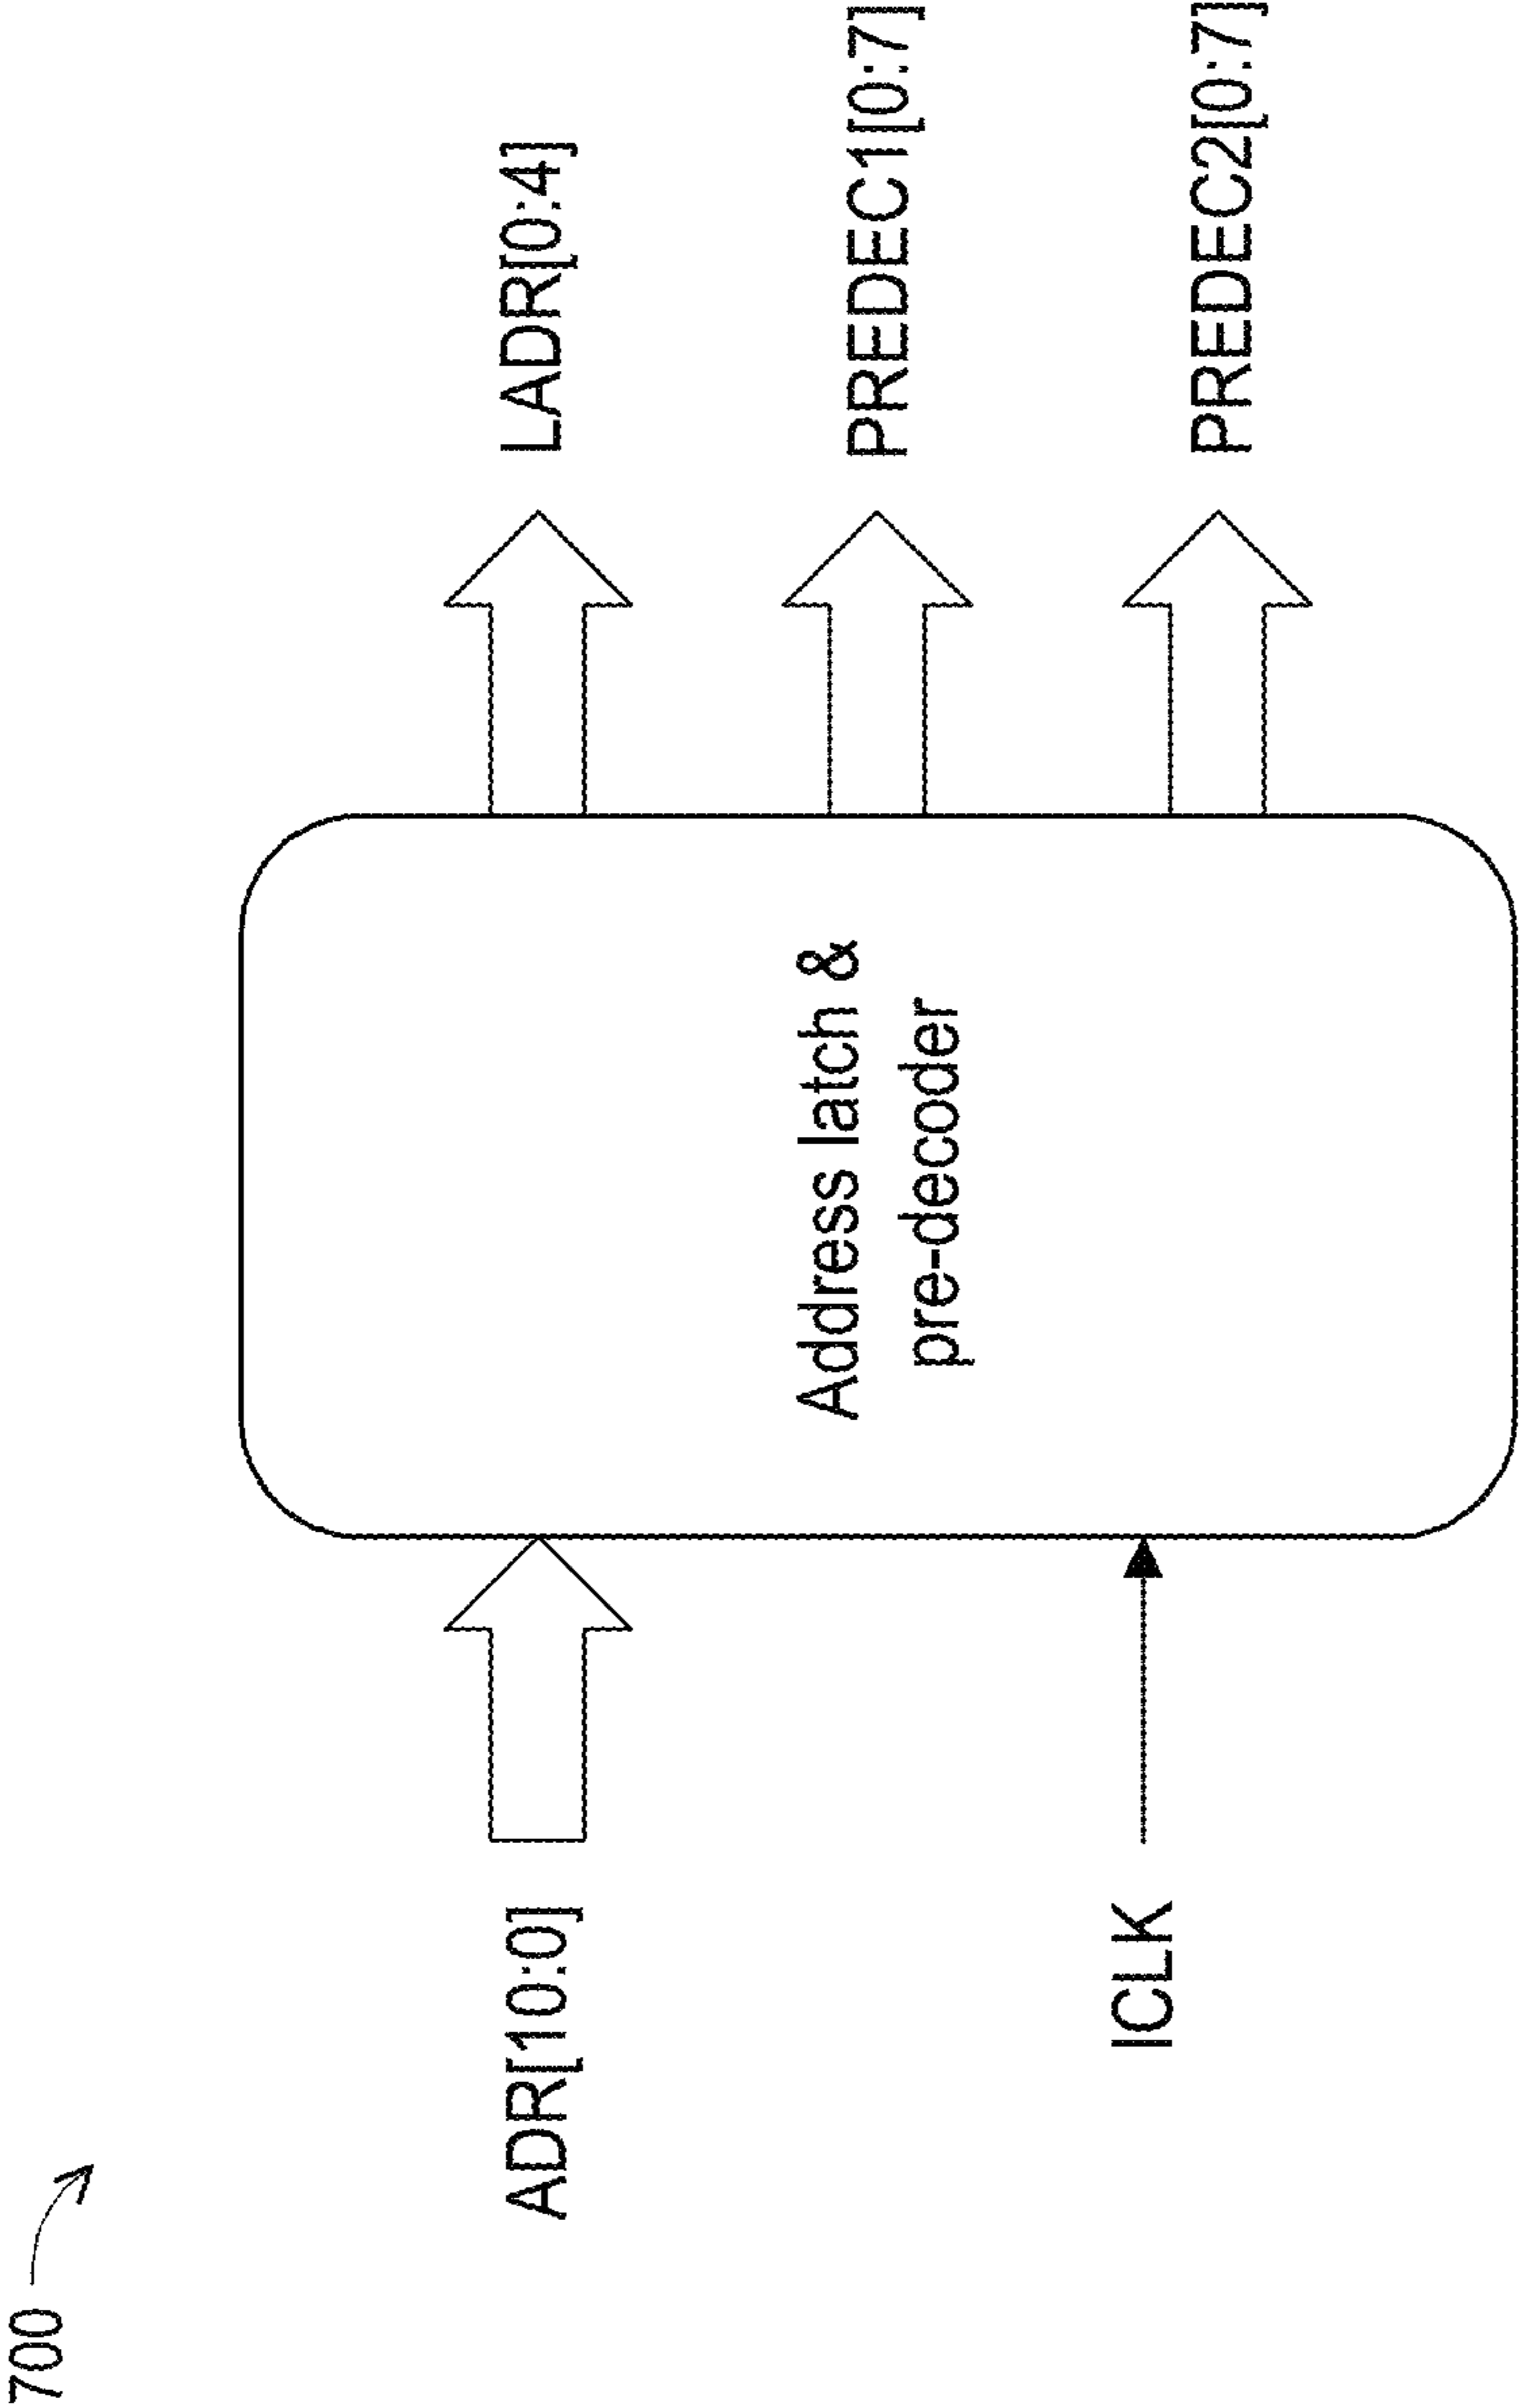 700
ADR[10:0]
ICLK
Address latch &
pre-decoder
LADR[0:4]
PREDEC1[0:7]
PREDEC2[0:7]